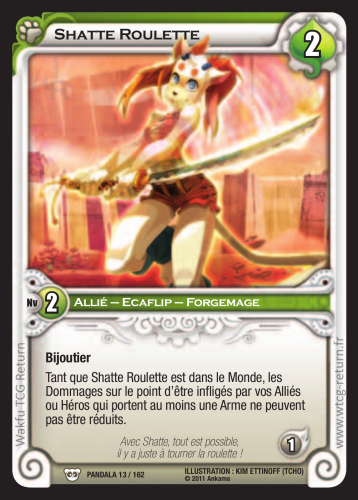 Shatte Roulette
2
Nv 2
Allié – Ecaflip – Forgemage
Bijoutier
Tant que Shatte Roulette est dans le Monde, les
Dommages sur le point d'être infligés par vos Alliés
ou Héros qui portent au moins une Arme ne peuvent
pas être réduits.
Avec Shatte, tout est possible,
il y a juste à tourner la roulette !
1
PANDALA 13 / 162
ILLUSTRATION : KIM ETTINOFF (TCHO)
© 2011 Ankama
Wakfu TCG Return
www.wtcg-return.fr